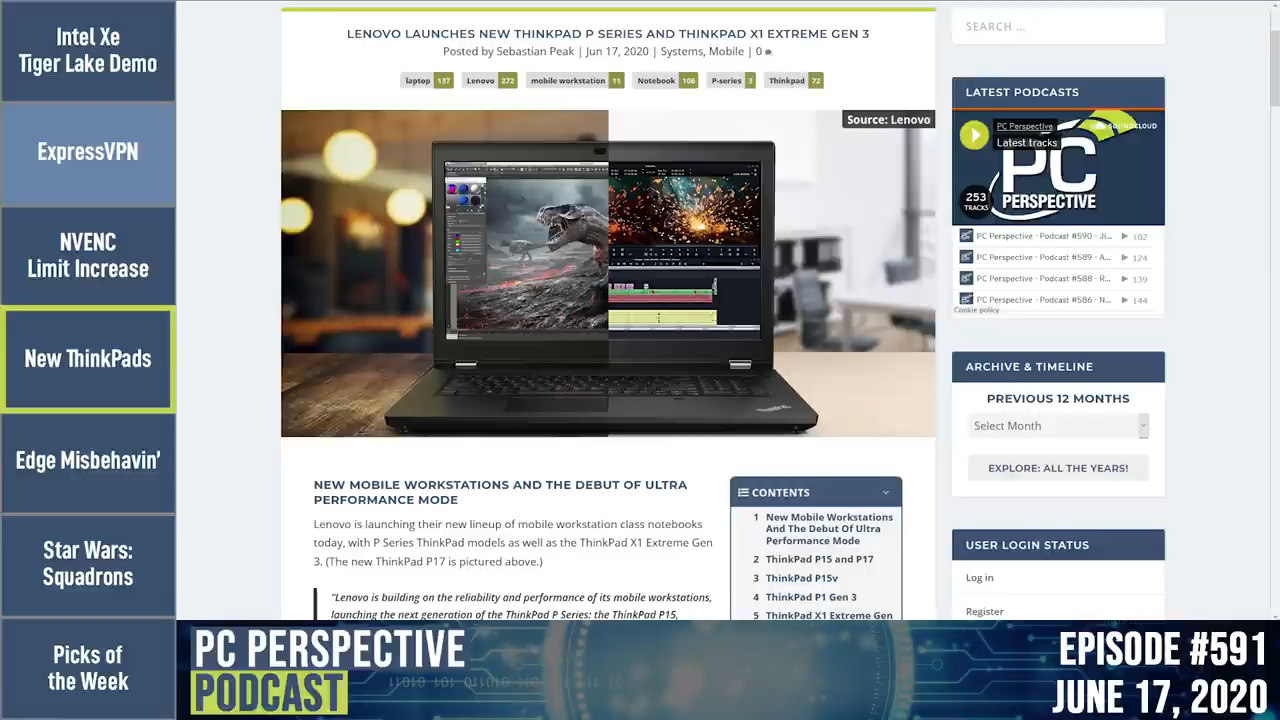 Intel Xe
Tiger Lake Demo
ExpressVPN
NVENC
Limit Increase
New ThinkPads
Edge Misbehavin'
Star Wars:
Squadrons
Picks of
the Week
LENOVO LAUNCHES NEW THINKPAD P SERIES AND THINKPAD X1 EXTREME GEN 3
Posted by Sebastian Peak | Jun 17, 2020 | Systems, Mobile | 0
laptop 137 Lenovo 272 mobile workstation 11 Notebook 106 P-series 3 Thinkpad 72
Source: Lenovo
ThinkPad
NEW MOBILE WORKSTATIONS AND THE DEBUT OF ULTRA
PERFORMANCE MODE
Lenovo is launching their new lineup of mobile workstation class notebooks
today, with P Series ThinkPad models as well as the ThinkPad X1 Extreme Gen
3. (The new ThinkPad P17 is pictured above.)
"Lenovo is building on the reliability and performance of its mobile workstations,
launching the next generation of the ThinkPad P Series: the ThinkPad P15,
CONTENTS
1 New Mobile Workstations
And The Debut Of Ultra
Performance Mode
2 ThinkPad P15 and P17
3 ThinkPad P15v
4 ThinkPad P1 Gen 3
5 ThinkPad X1 Extreme Gen
SEARCH ...
LATEST PODCASTS
SOUNDCLOUD
PC Perspective
Latest tracks
PC
PERSPECTIVE
253
TRACKS
PC Perspective · Podcast #590 - Ji... 102
PC Perspective · Podcast #589 - A... 124
PC Perspective · Podcast #588 - R... 139
PC Perspective · Podcast #586 - N... 144
Cookie policy
ARCHIVE & TIMELINE
PREVIOUS 12 MONTHS
Select Month
EXPLORE: ALL THE YEARS!
USER LOGIN STATUS
Log in
Register
PC PERSPECTIVE
PODCAST
EPISODE #591
JUNE 17, 2020